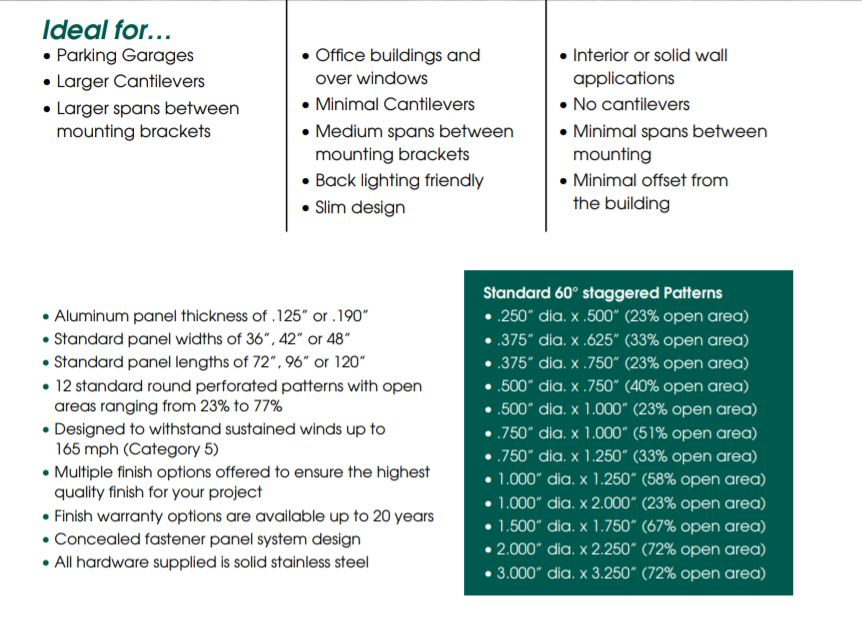 Ideal for...
• Parking Garages
• Larger Cantilevers
• Larger spans between
mounting brackets
• Office buildings and
over windows
• Minimal Cantilevers
• Medium spans between
mounting brackets
• Back lighting friendly
• Slim design
• Interior or solid wall
applications
• No cantilevers
• Minimal spans between
mounting
• Minimal offset from
the building
• Aluminum panel thickness of .125” or .190”
• Standard panel widths of 36”, 42” or 48”
• Standard panel lengths of 72”, 96” or 120”
• 12 standard round perforated patterns with open
areas ranging from 23% to 77%
• Designed to withstand sustained winds up to
165 mph (Category 5)
• Multiple finish options offered to ensure the highest
quality finish for your project
• Finish warranty options are available up to 20 years
• Concealed fastener panel system design
• All hardware supplied is solid stainless steel
Standard 60° staggered Patterns
• .250” dia. x .500” (23% open area)
• .375” dia. x .625” (33% open area)
• .375” dia. x .750” (23% open area)
• .500” dia. x .750” (40% open area)
• .500” dia. x 1.000” (23% open area)
• .750” dia. x 1.000” (51% open area)
• .750” dia. x 1.250” (33% open area)
• 1.000” dia. x 1.250” (58% open area)
• 1.000” dia. x 2.000” (23% open area)
• 1.500” dia. x 1.750” (67% open area)
• 2.000” dia. x 2.250” (72% open area)
• 3.000” dia. x 3.250” (72% open area)